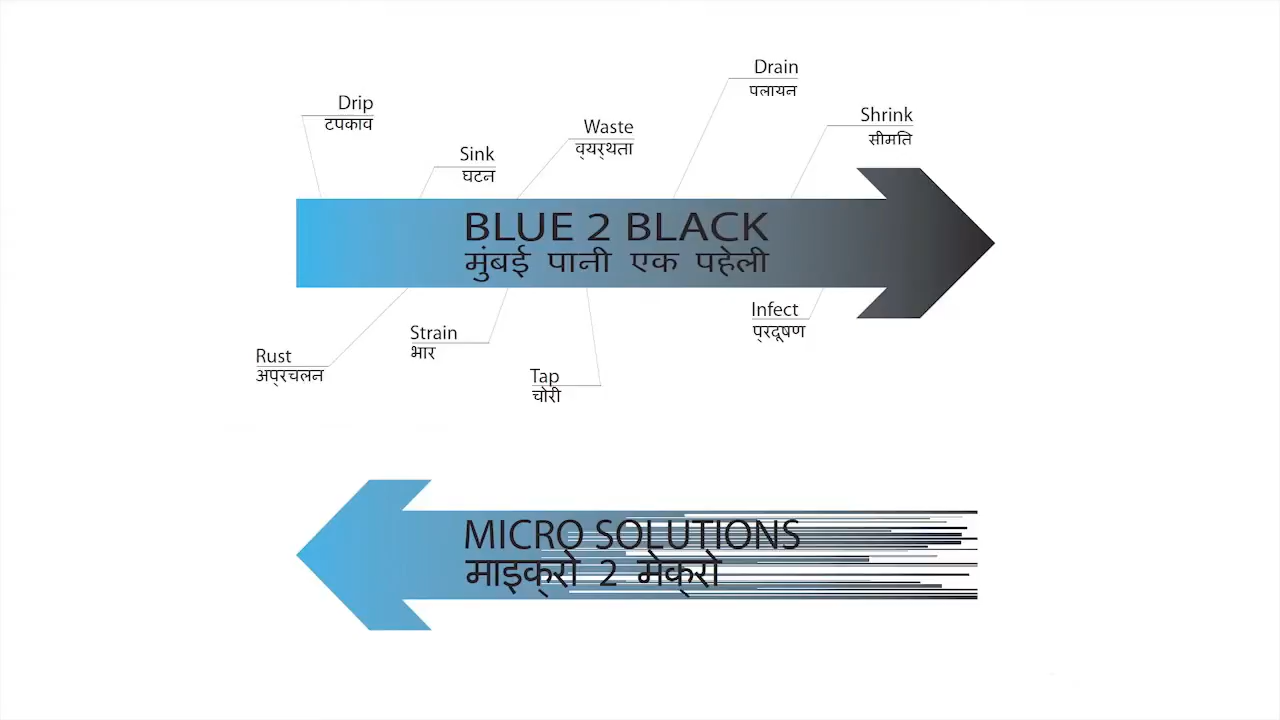 Drain
पलायन
Drip
टपकाव
Shrink
सीमति
Waste
व्यर्थता
Sink
घटन
BLUE 2 BLACK
मुंबई पानी एक पहेली
Infect
प्रदूषण
Strain
भार
Rust
अप्रचलन
Tap
चोरी
MICRO SOLUTIONS
माइक्रो 2 मेक्रो